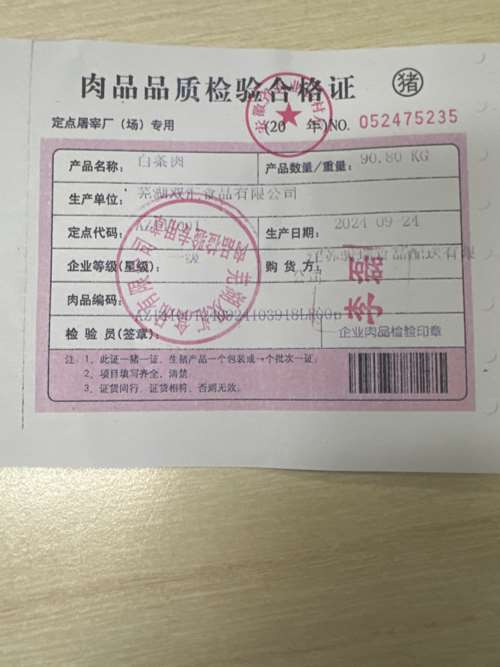 肉品品质检验合格证 猪
定点屠宰厂(场)专用 (20 年)NO. 052475235
产品名称: 白条肉 产品数量/重量: 90.80 KG
生产单位: 芜湖双汇食品有限公司
定点代码: 生产日期: 2024-09-24
企业等级(星级): 级 购货方:
肉品编码:
李磊
检验员(签章): 企业肉品检验印章
注:1、此证一猪一证,生猪产品一个包装或一个批次一证。
2、项目填写齐全、清楚
3、证货同行、证货相符,否则无效。